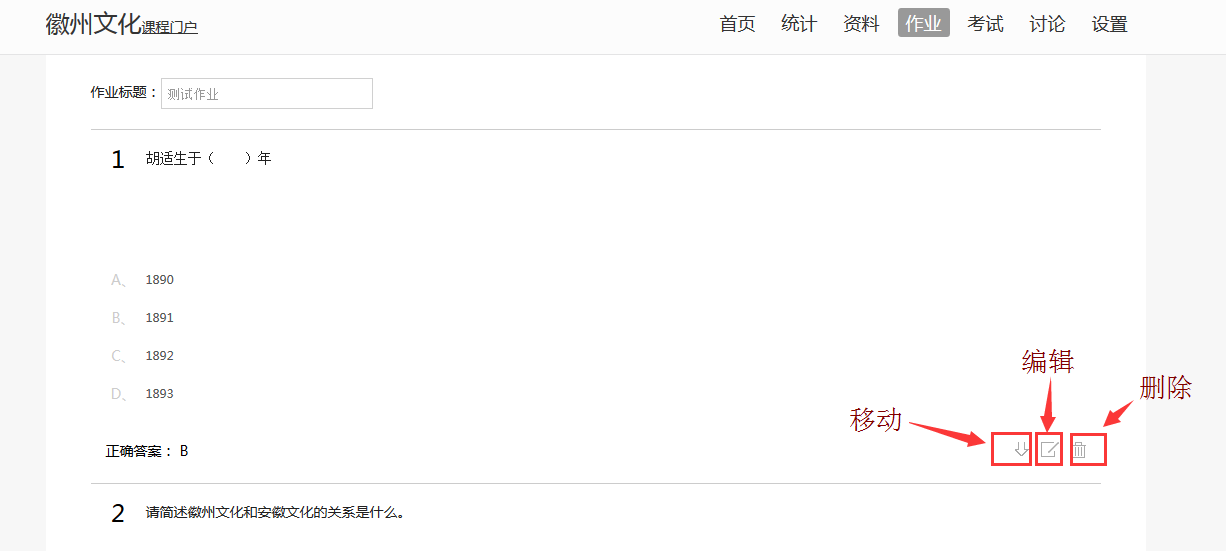 徽州文化课程门户 首页 统计 资料 作业 考试 讨论 设置
作业标题： 测试作业
1 胡适生于（　　）年
A、 1890
B、 1891
C、 1892
D、 1893
编辑
删除
移动
正确答案： B
2 请简述徽州文化和安徽文化的关系是什么。